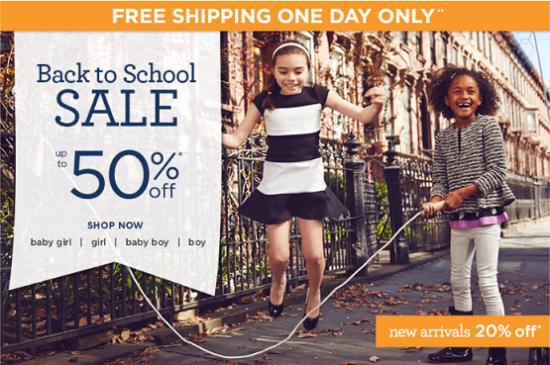 FREE SHIPPING ONE DAY ONLY**
Back to School
SALE
up to 50%* off
SHOP NOW
baby girl | girl | baby boy | boy
new arrivals 20% off*